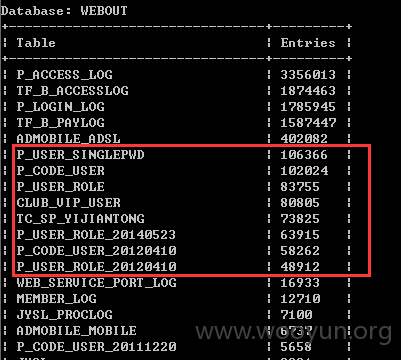 Database: WEBOUT
+--------------------------------+---------+
| Table | Entries |
+--------------------------------+---------+
| P_ACCESS_LOG | 3356013 |
| TF_B_ACCESSLOG | 1874463 |
| P_LOGIN_LOG | 1785945 |
| TF_B_PAYLOG | 1587447 |
| ADMOBILE_ADSL | 402082 |
| P_USER_SINGLEPWD | 106366 |
| P_CODE_USER | 102024 |
| P_USER_ROLE | 83755 |
| CLUB_VIP_USER | 80805 |
| TC_SP_YIJIANTONG | 73825 |
| P_USER_ROLE_20140523 | 63915 |
| P_CODE_USER_20120410 | 58262 |
| P_USER_ROLE_20120410 | 48912 |
| WEB_SERVICE_PORT_LOG | 16933 |
| MEMBER_LOG | 12710 |
| JYSL_PROCLOG | 7100 |
| ADMOBILE_MOBILE | 6737 |
| P_CODE_USER_20111220 | 5658 |
www.wooyun.org